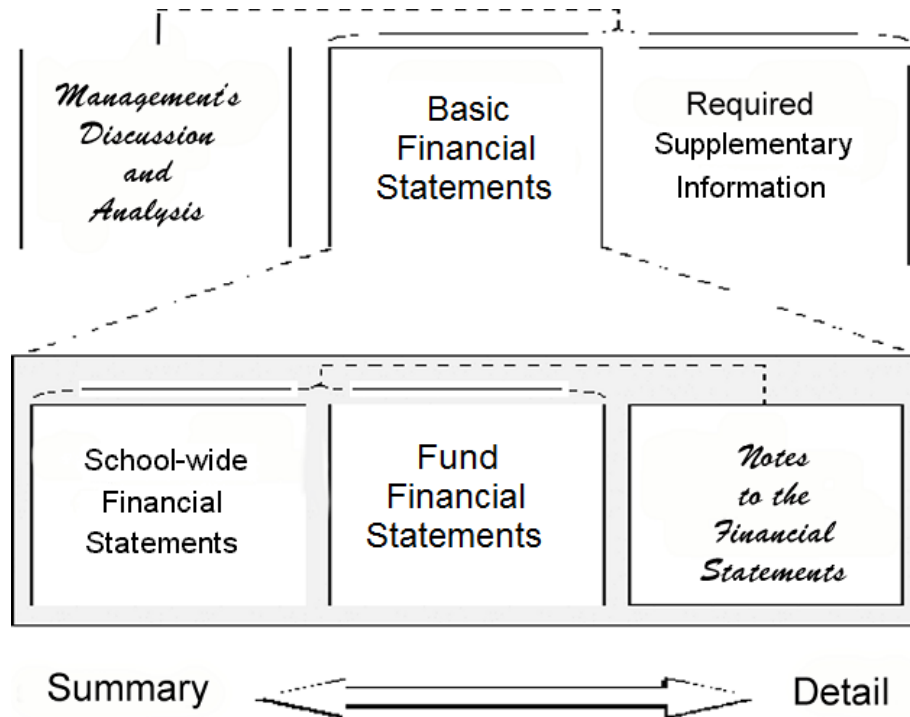 Management's
Discussion
and
Analysis
Basic
Financial
Statements
Required
Supplementary
Information
School-wide
Financial
Statements
Fund
Financial
Statements
Notes
to the
Financial
Statements
Summary
Detail